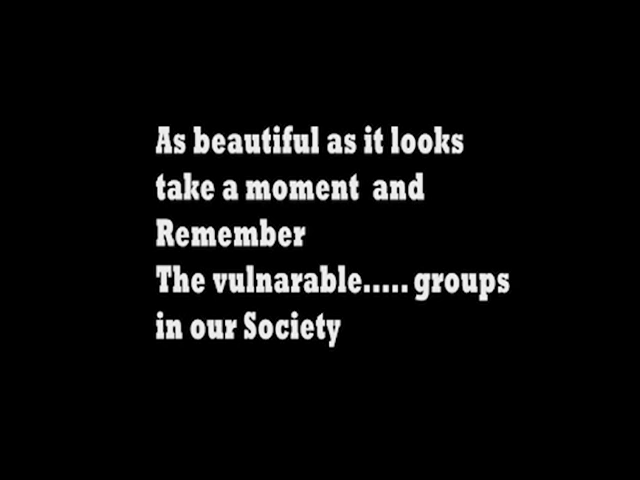 As beautiful as it looks
take a moment  and
Remember
The vulnarable..... groups
in our Society